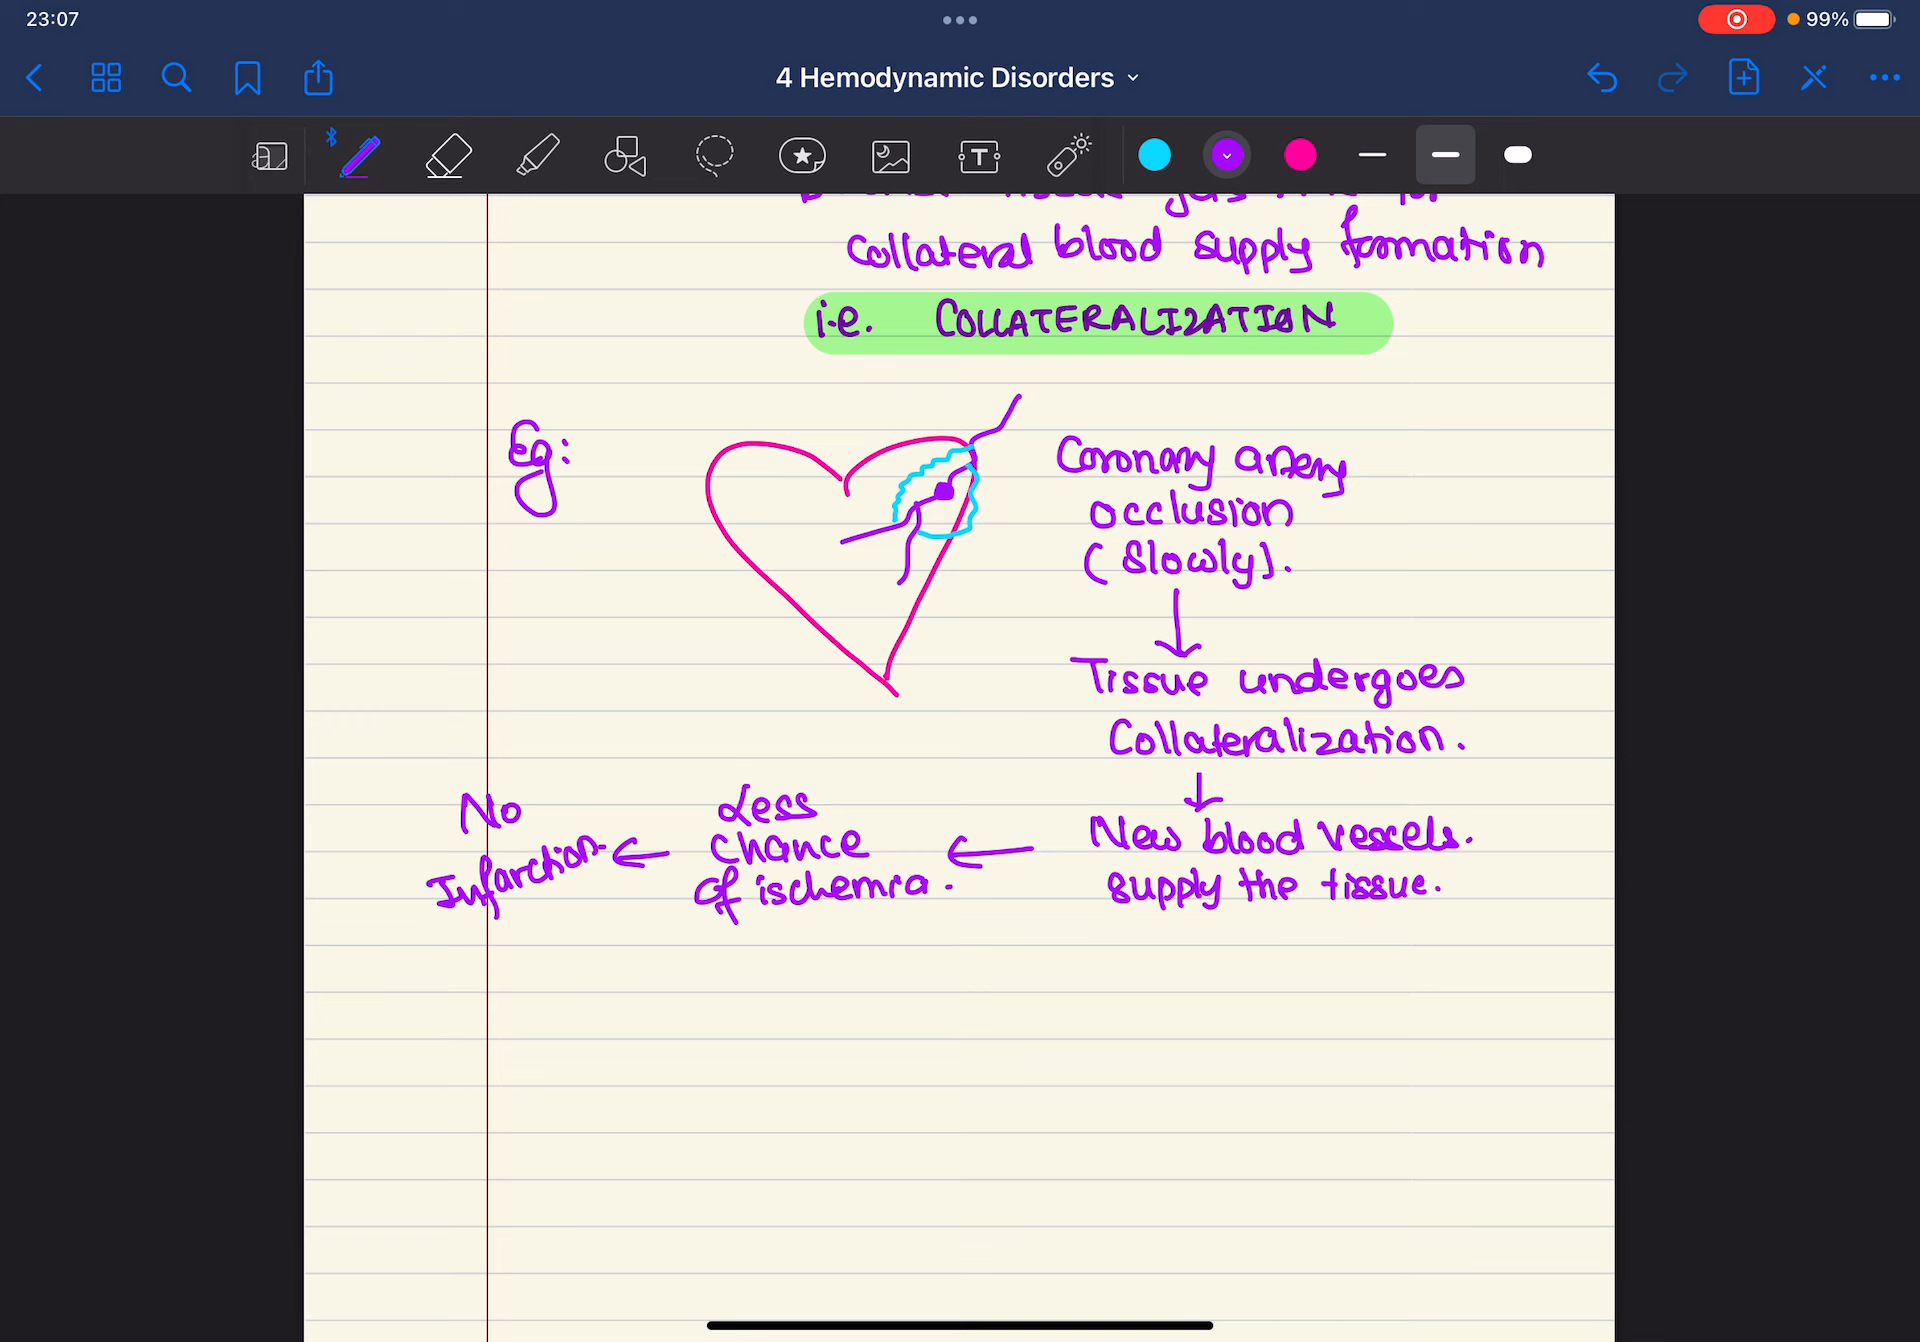 23:07
99%
4 Hemodynamic Disorders
T
Collateral blood supply formation
i.e. COLLATERALIZATION
Eg:
Coronary artery
occlusion
(Slowly).
Tissue undergoes
Collateralization.
New blood vessels.
supply the tissue.
Less
chance
of ischemia.
No
Infarction